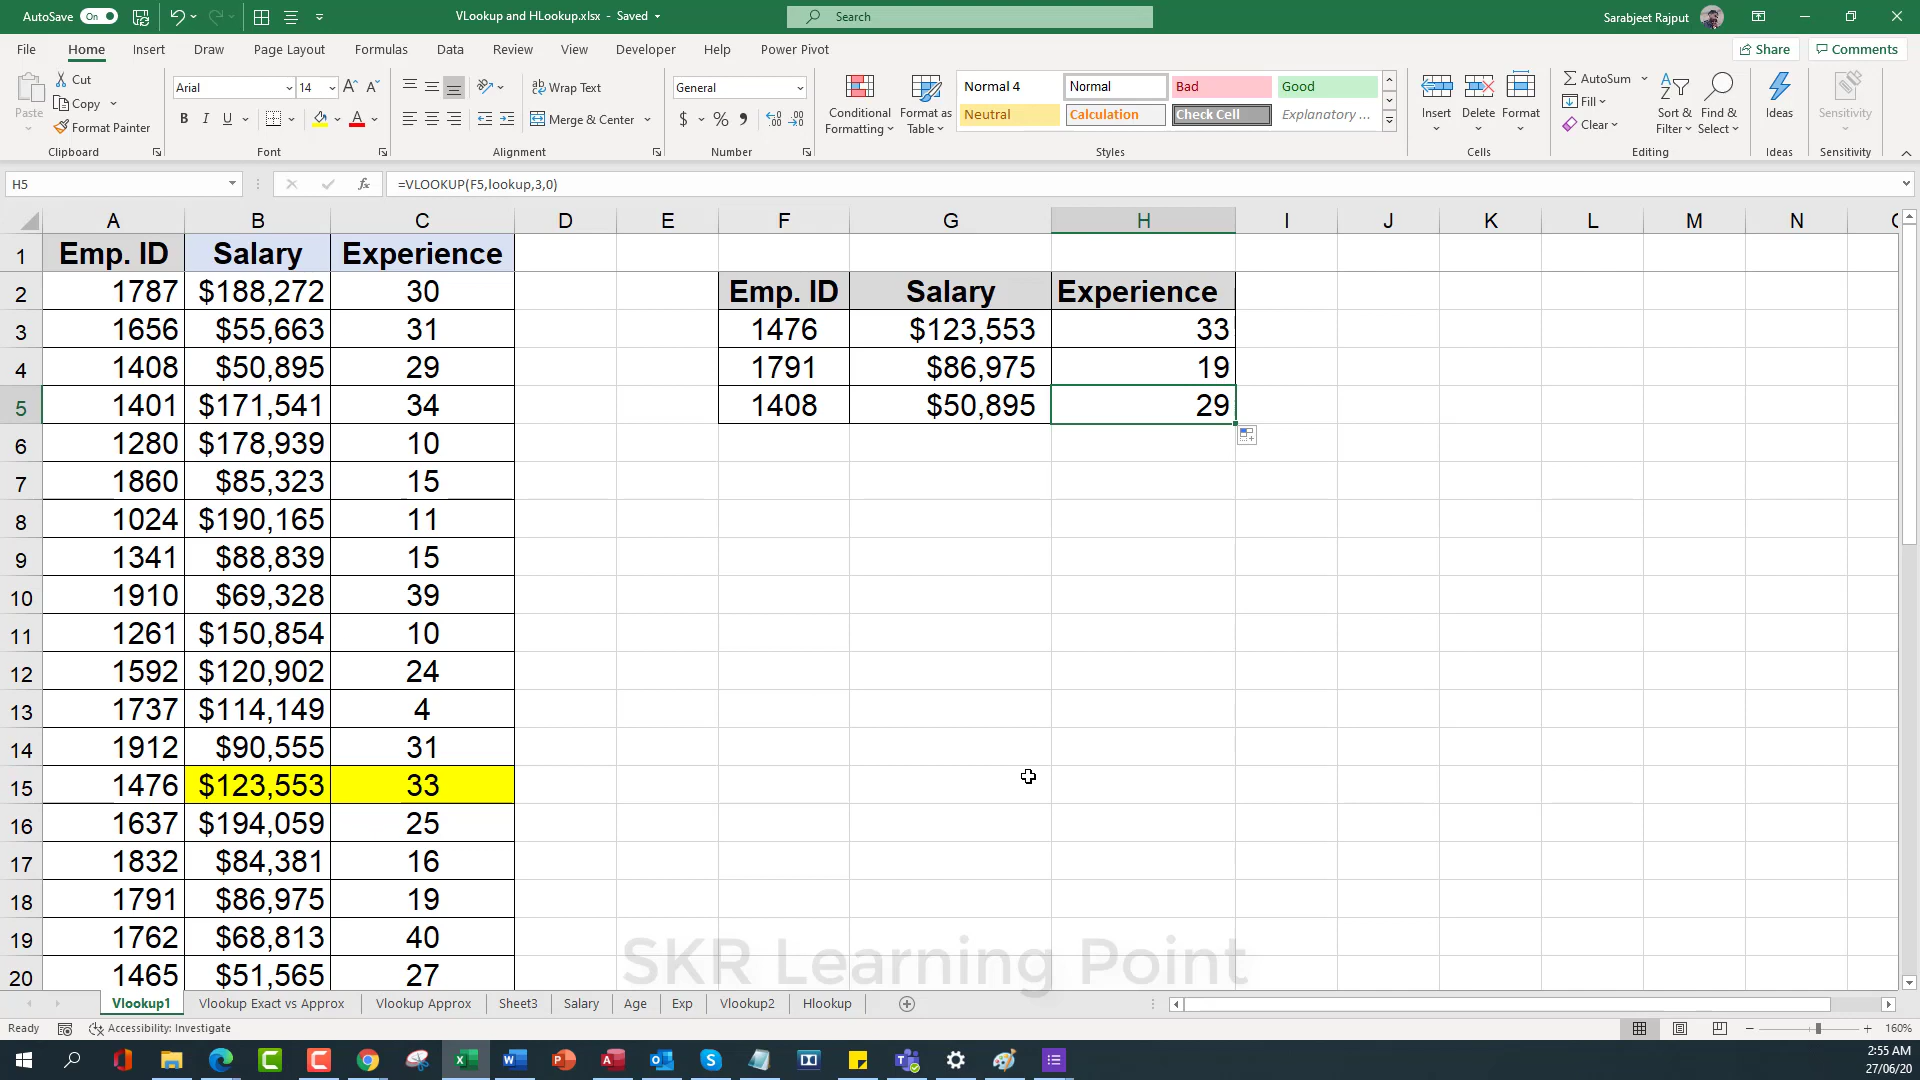 AutoSave On VLookup and HLookup.xlsx - Saved Search Sarabjeet Rajput
File Home Insert Draw Page Layout Formulas Data Review View Developer Help Power Pivot Share Comments
Paste Cut Copy Format Painter Clipboard
Arial 14 B I U A Font
Wrap Text Merge & Center Alignment
General $ % Number
Conditional Formatting Format as Table
Normal 4 Normal Bad Good
Neutral Calculation Check Cell Explanatory ...
Styles
Insert Delete Format Cells
AutoSum Fill Clear Sort & Filter Find & Select Editing
Ideas Ideas
Sensitivity Sensitivity
H5 fx =VLOOKUP(F5,lookup,3,0)
A B C D E F G H I J K L M N
1 Emp. ID Salary Experience
2 1787 $188,272 30 Emp. ID Salary Experience
3 1656 $55,663 31 1476 $123,553 33
4 1408 $50,895 29 1791 $86,975 19
5 1401 $171,541 34 1408 $50,895 29
6 1280 $178,939 10
7 1860 $85,323 15
8 1024 $190,165 11
9 1341 $88,839 15
10 1910 $69,328 39
11 1261 $150,854 10
12 1592 $120,902 24
13 1737 $114,149 4
14 1912 $90,555 31
15 1476 $123,553 33
16 1637 $194,059 25
17 1832 $84,381 16
18 1791 $86,975 19
19 1762 $68,813 40
20 1465 $51,565 27
SKR Learning Point
Vlookup1 Vlookup Exact vs Approx Vlookup Approx Sheet3 Salary Age Exp Vlookup2 Hlookup
Ready Accessibility: Investigate 160%
2:55 AM
27/06/20